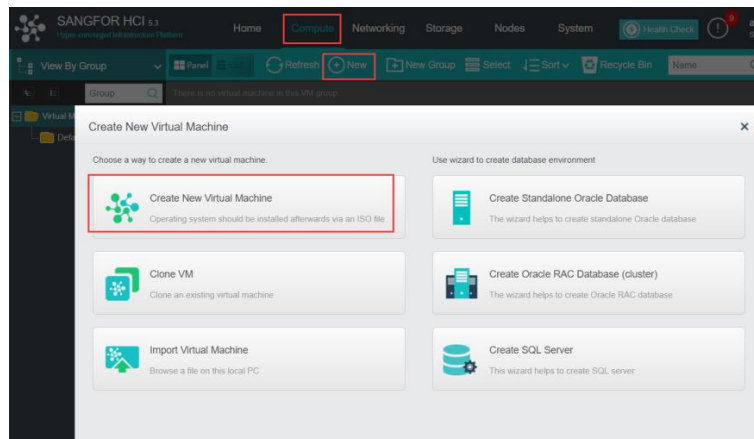 SANGFOR HCI 5.3
Hyper-converged Infrastructure Platform
Home
Compute
Networking
Storage
Nodes
System
Health Check
9
View By Group
Panel
Refresh
New
New Group
Select
Sort
Recycle Bin
Name
Group
There is no virtual machine in this VM group.
Virtual M
Defa
Create New Virtual Machine
Choose a way to create a new virtual machine.
Use wizard to create database environment
Create New Virtual Machine
Operating system should be installed afterwards via an ISO file
Create Standalone Oracle Database
The wizard helps to create standalone Oracle database
Clone VM
Clone an existing virtual machine
Create Oracle RAC Database (cluster)
The wizard helps to create Oracle RAC database
Import Virtual Machine
Browse a file on this local PC
Create SQL Server
This wizard helps to create SQL server